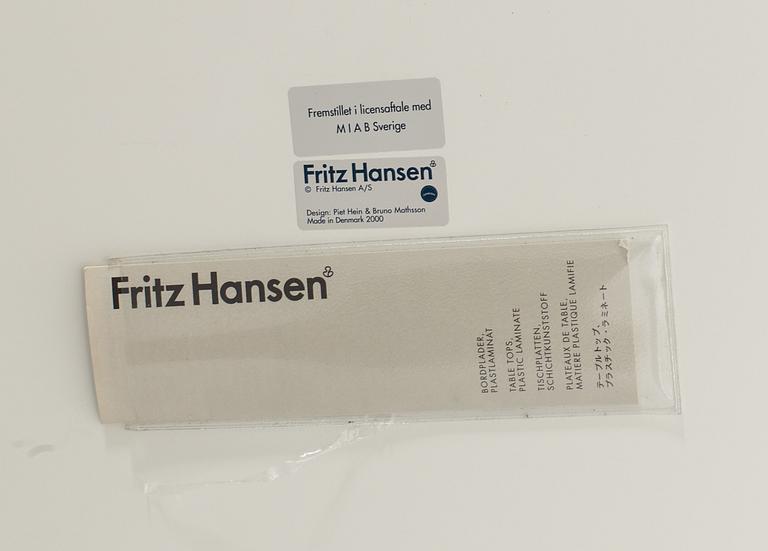 Fremstillet i licensaftale med
M I A B Sverige
Fritz Hansen
© Fritz Hansen A/S
Design: Piet Hein & Bruno Mathsson
Made in Denmark 2000
Fritz Hansen
BORDPLADER,
PLASTLAMINAT
TABLE TOPS,
PLASTIC LAMINATE
TISCHPLATTEN,
SCHICHTKUNSTSTOFF
PLATEAUX DE TABLE,
MATIERE PLASTIQUE LAMIFIE
テーブルトップ、
プラスチック・ラミネート